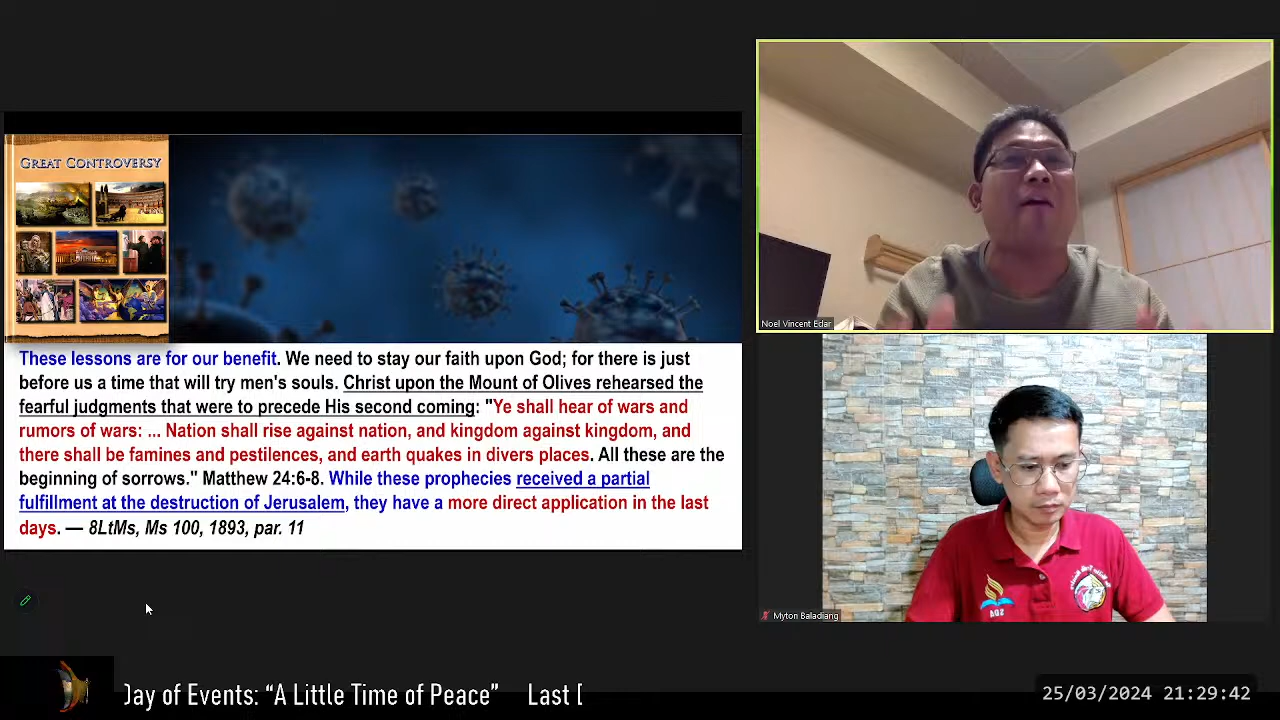 GREAT CONTROVERSY
These lessons are for our benefit. We need to stay our faith upon God; for there is just
before us a time that will try men's souls. Christ upon the Mount of Olives rehearsed the
fearful judgments that were to precede His second coming: "Ye shall hear of wars and
rumors of wars: ... Nation shall rise against nation, and kingdom against kingdom, and
there shall be famines and pestilences, and earth quakes in divers places. All these are the
beginning of sorrows." Matthew 24:6-8. While these prophecies received a partial
fulfillment at the destruction of Jerusalem, they have a more direct application in the last
days. — 8LtMs, Ms 100, 1893, par. 11
Noel Vincent Edar
SDA
Myton Baladiang
Day of Events: “A Little Time of Peace” Last [
25/03/2024 21:29:42